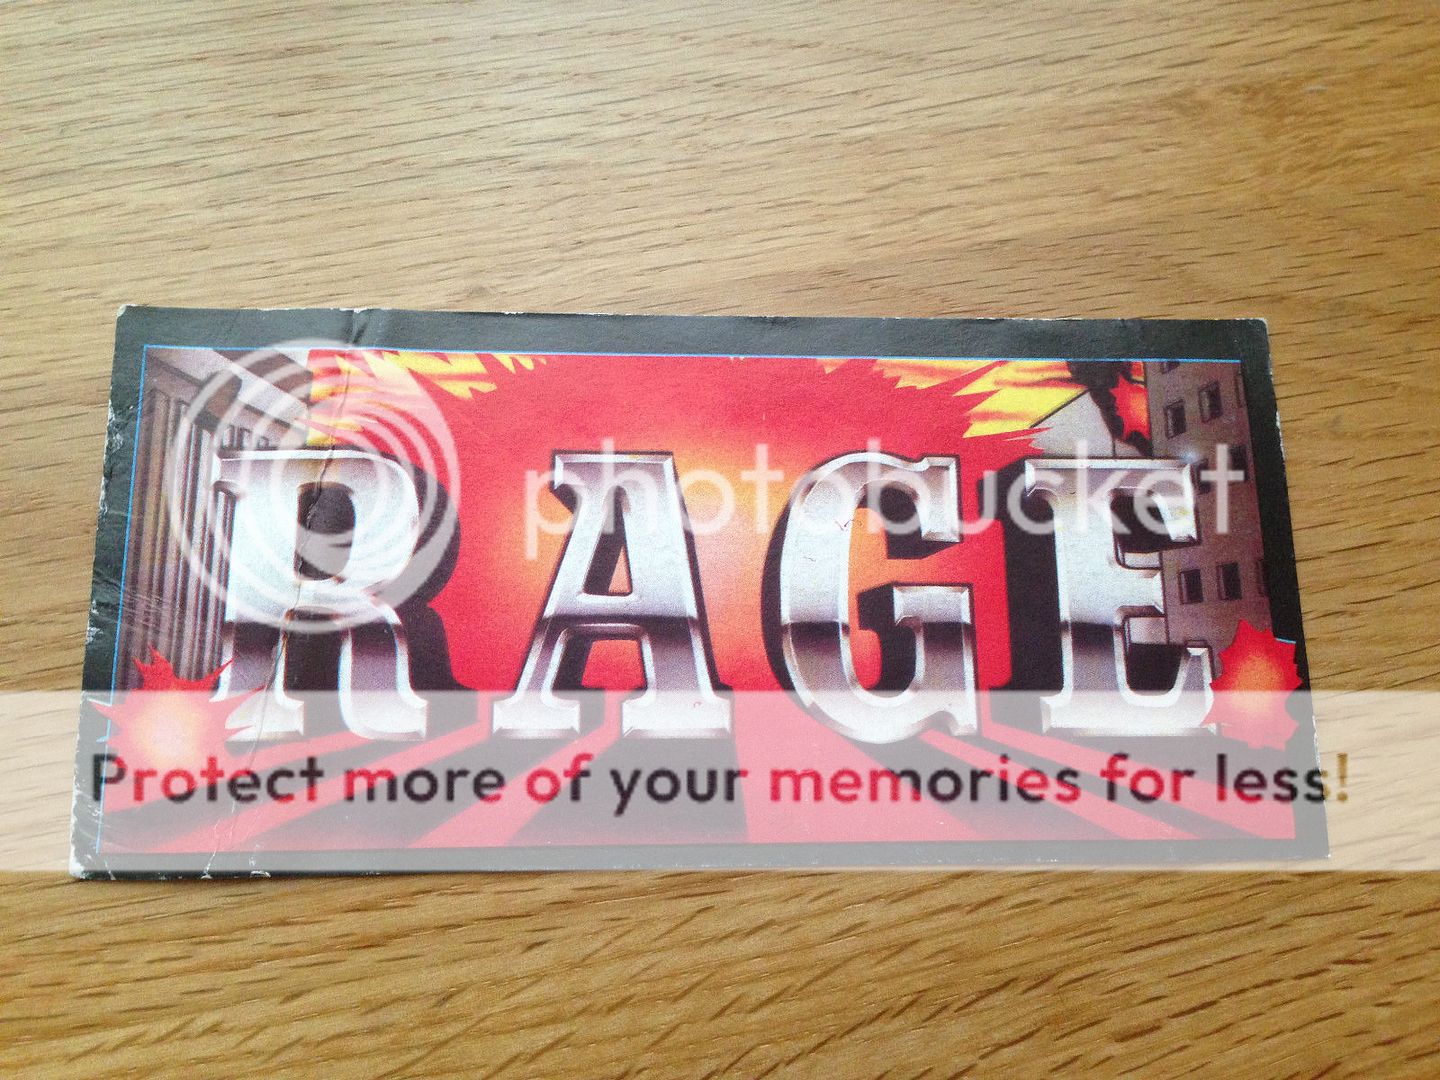 RAGE
photobucket
Protect more of your memories for less!